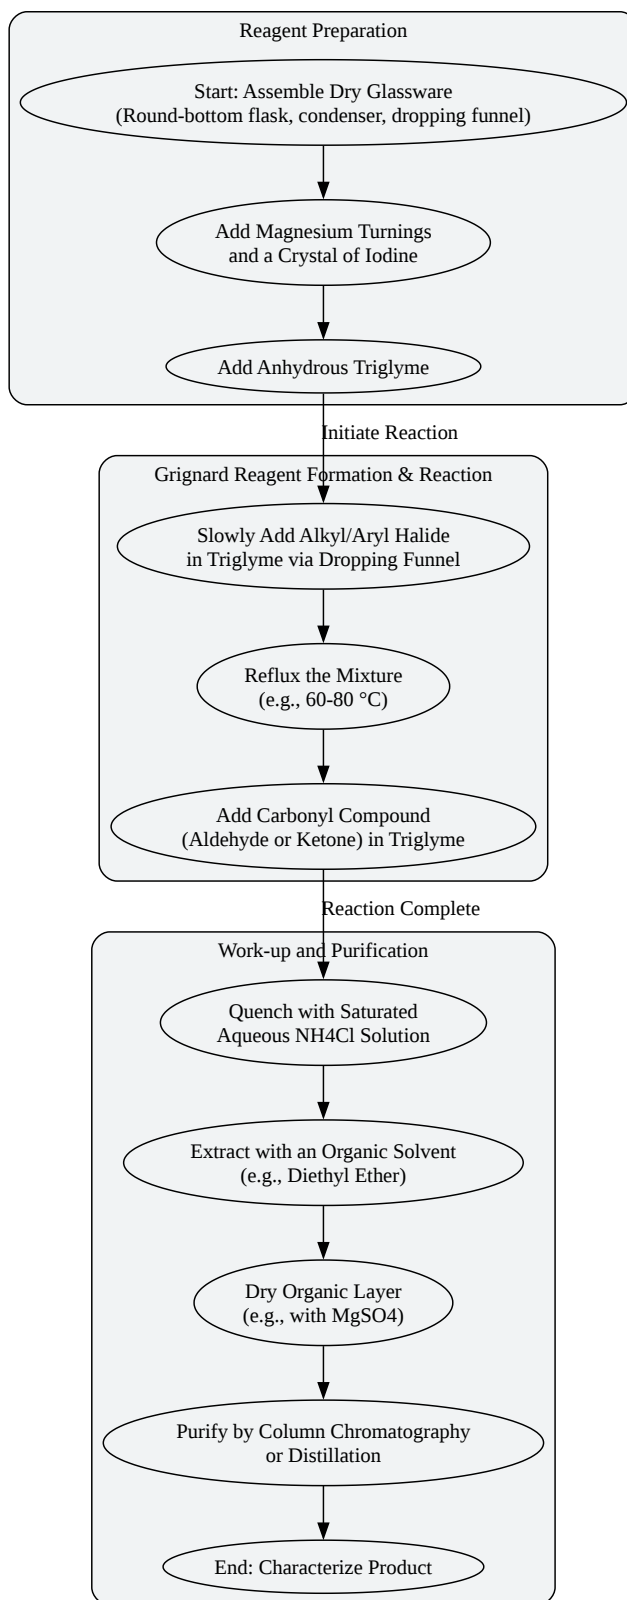 Reagent Preparation
Start: Assemble Dry Glassware
(Round-bottom flask, condenser, dropping funnel)
Add Magnesium Turnings
and a Crystal of Iodine
Add Anhydrous Triglyme
Initiate Reaction
Grignard Reagent Formation & Reaction
Slowly Add Alkyl/Aryl Halide
in Triglyme via Dropping Funnel
Reflux the Mixture
(e.g., 60-80 °C)
Add Carbonyl Compound
(Aldehyde or Ketone) in Triglyme
Reaction Complete
Work-up and Purification
Quench with Saturated
Aqueous NH4Cl Solution
Extract with an Organic Solvent
(e.g., Diethyl Ether)
Dry Organic Layer
(e.g., with MgSO4)
Purify by Column Chromatography
or Distillation
End: Characterize Product